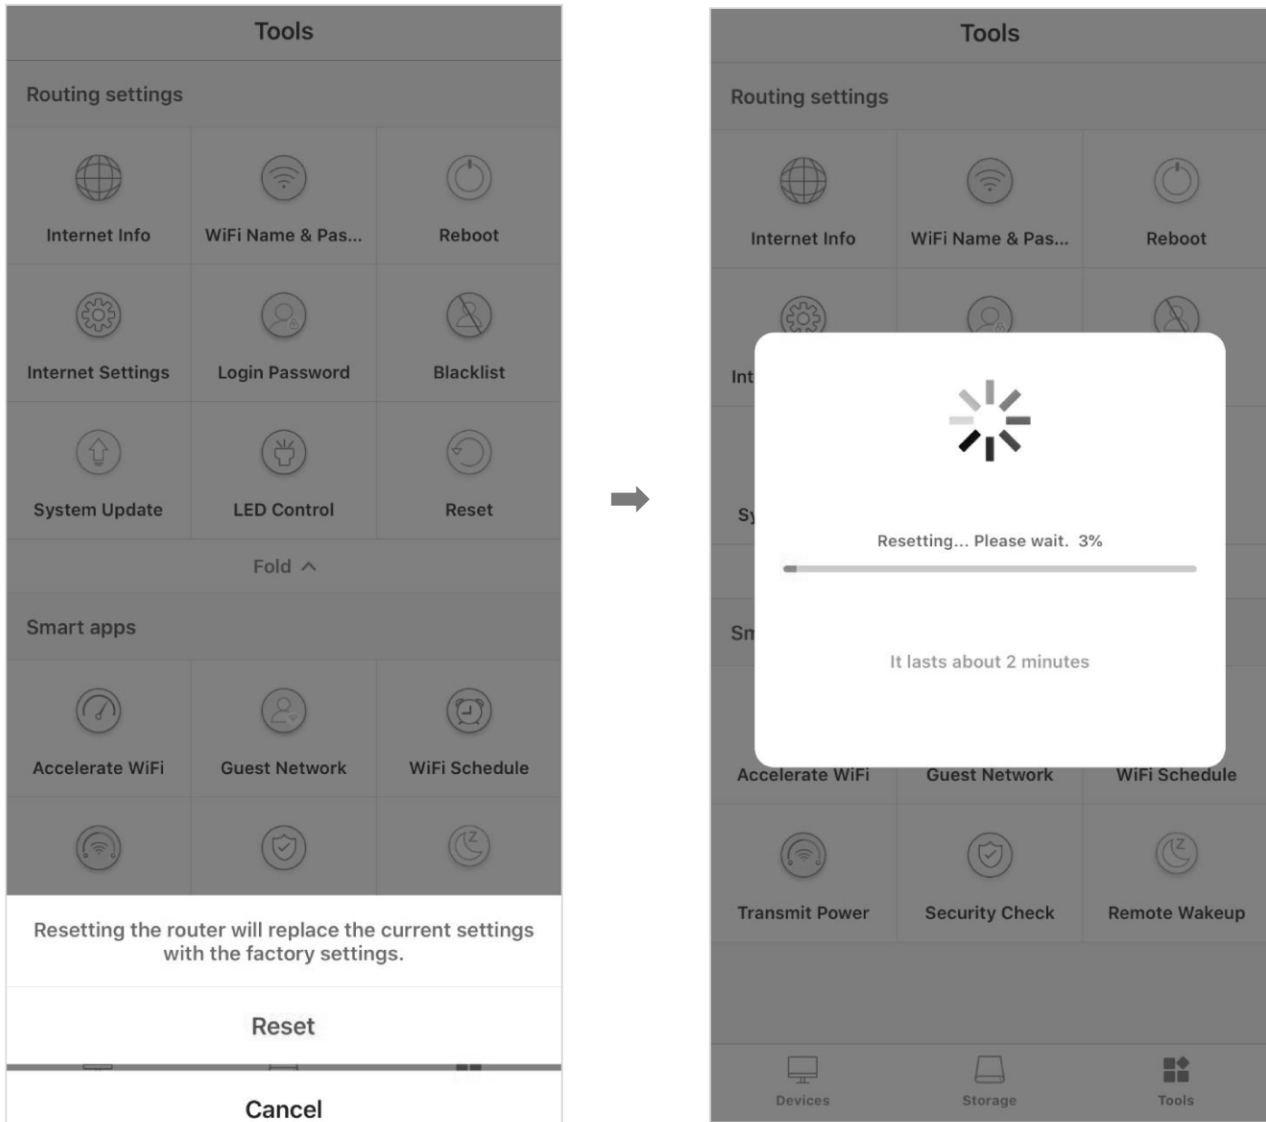 Tools
Routing settings
Internet Info
WiFi Name & Pas...
Reboot
Internet Settings
Login Password
Blacklist
System Update
LED Control
Reset
Fold
Smart apps
Accelerate WiFi
Guest Network
WiFi Schedule
Resetting the router will replace the current settings
with the factory settings.
Reset
Cancel
Tools
Routing settings
Internet Info
WiFi Name & Pas...
Reboot
Int
Sy
Resetting... Please wait. 3%
Sm
It lasts about 2 minutes
Accelerate WiFi
Guest Network
WiFi Schedule
Transmit Power
Security Check
Remote Wakeup
Devices
Storage
Tools